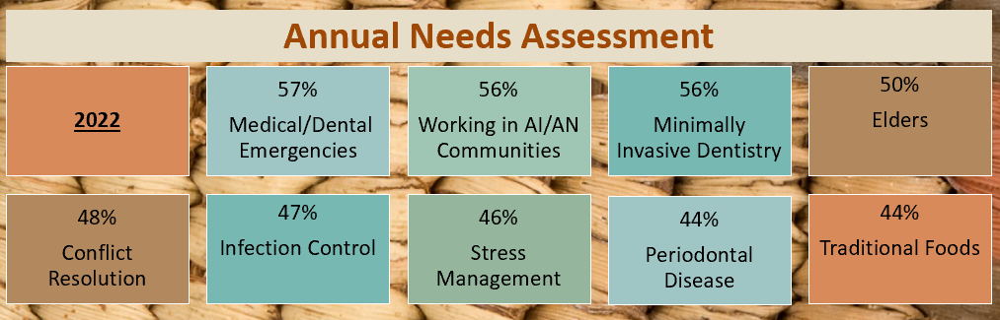 Annual Needs Assessment
2022
57%
Medical/Dental
Emergencies
56%
Working in AI/AN
Communities
56%
Minimally
Invasive Dentistry
50%
Elders
48%
Conflict
Resolution
47%
Infection Control
46%
Stress
Management
44%
Periodontal
Disease
44%
Traditional Foods